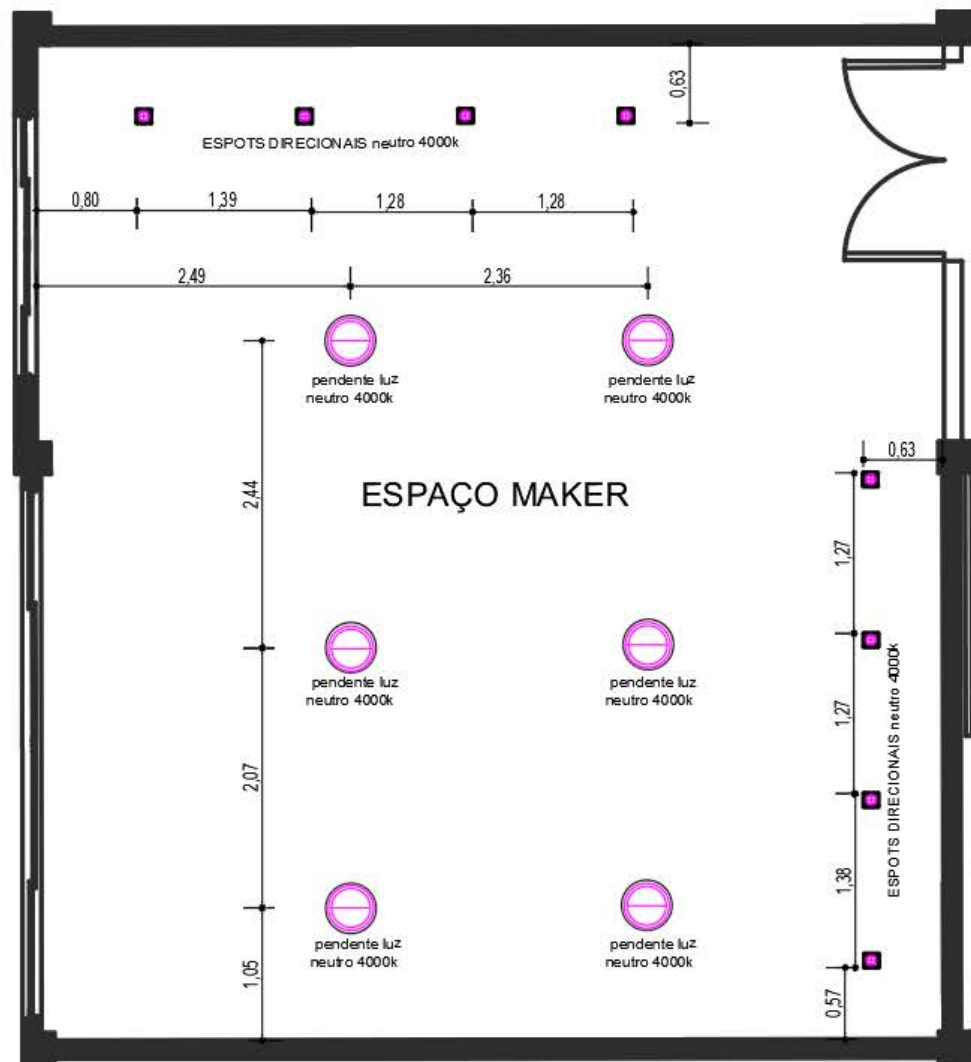 0,63
ESPOTS DIRECIONAIS neutro 4000k
0,80 1,39 1,28 1,28
2,49 2,36
pendente luz
neutro 4000k
pendente luz
neutro 4000k
0,63
2,44
ESPAÇO MAKER
1,27
pendente luz
neutro 4000k
pendente luz
neutro 4000k
1,27
ESPOTS DIRECIONAIS neutro 4000k
2,07
1,38
pendente luz
neutro 4000k
pendente luz
neutro 4000k
1,05
0,57